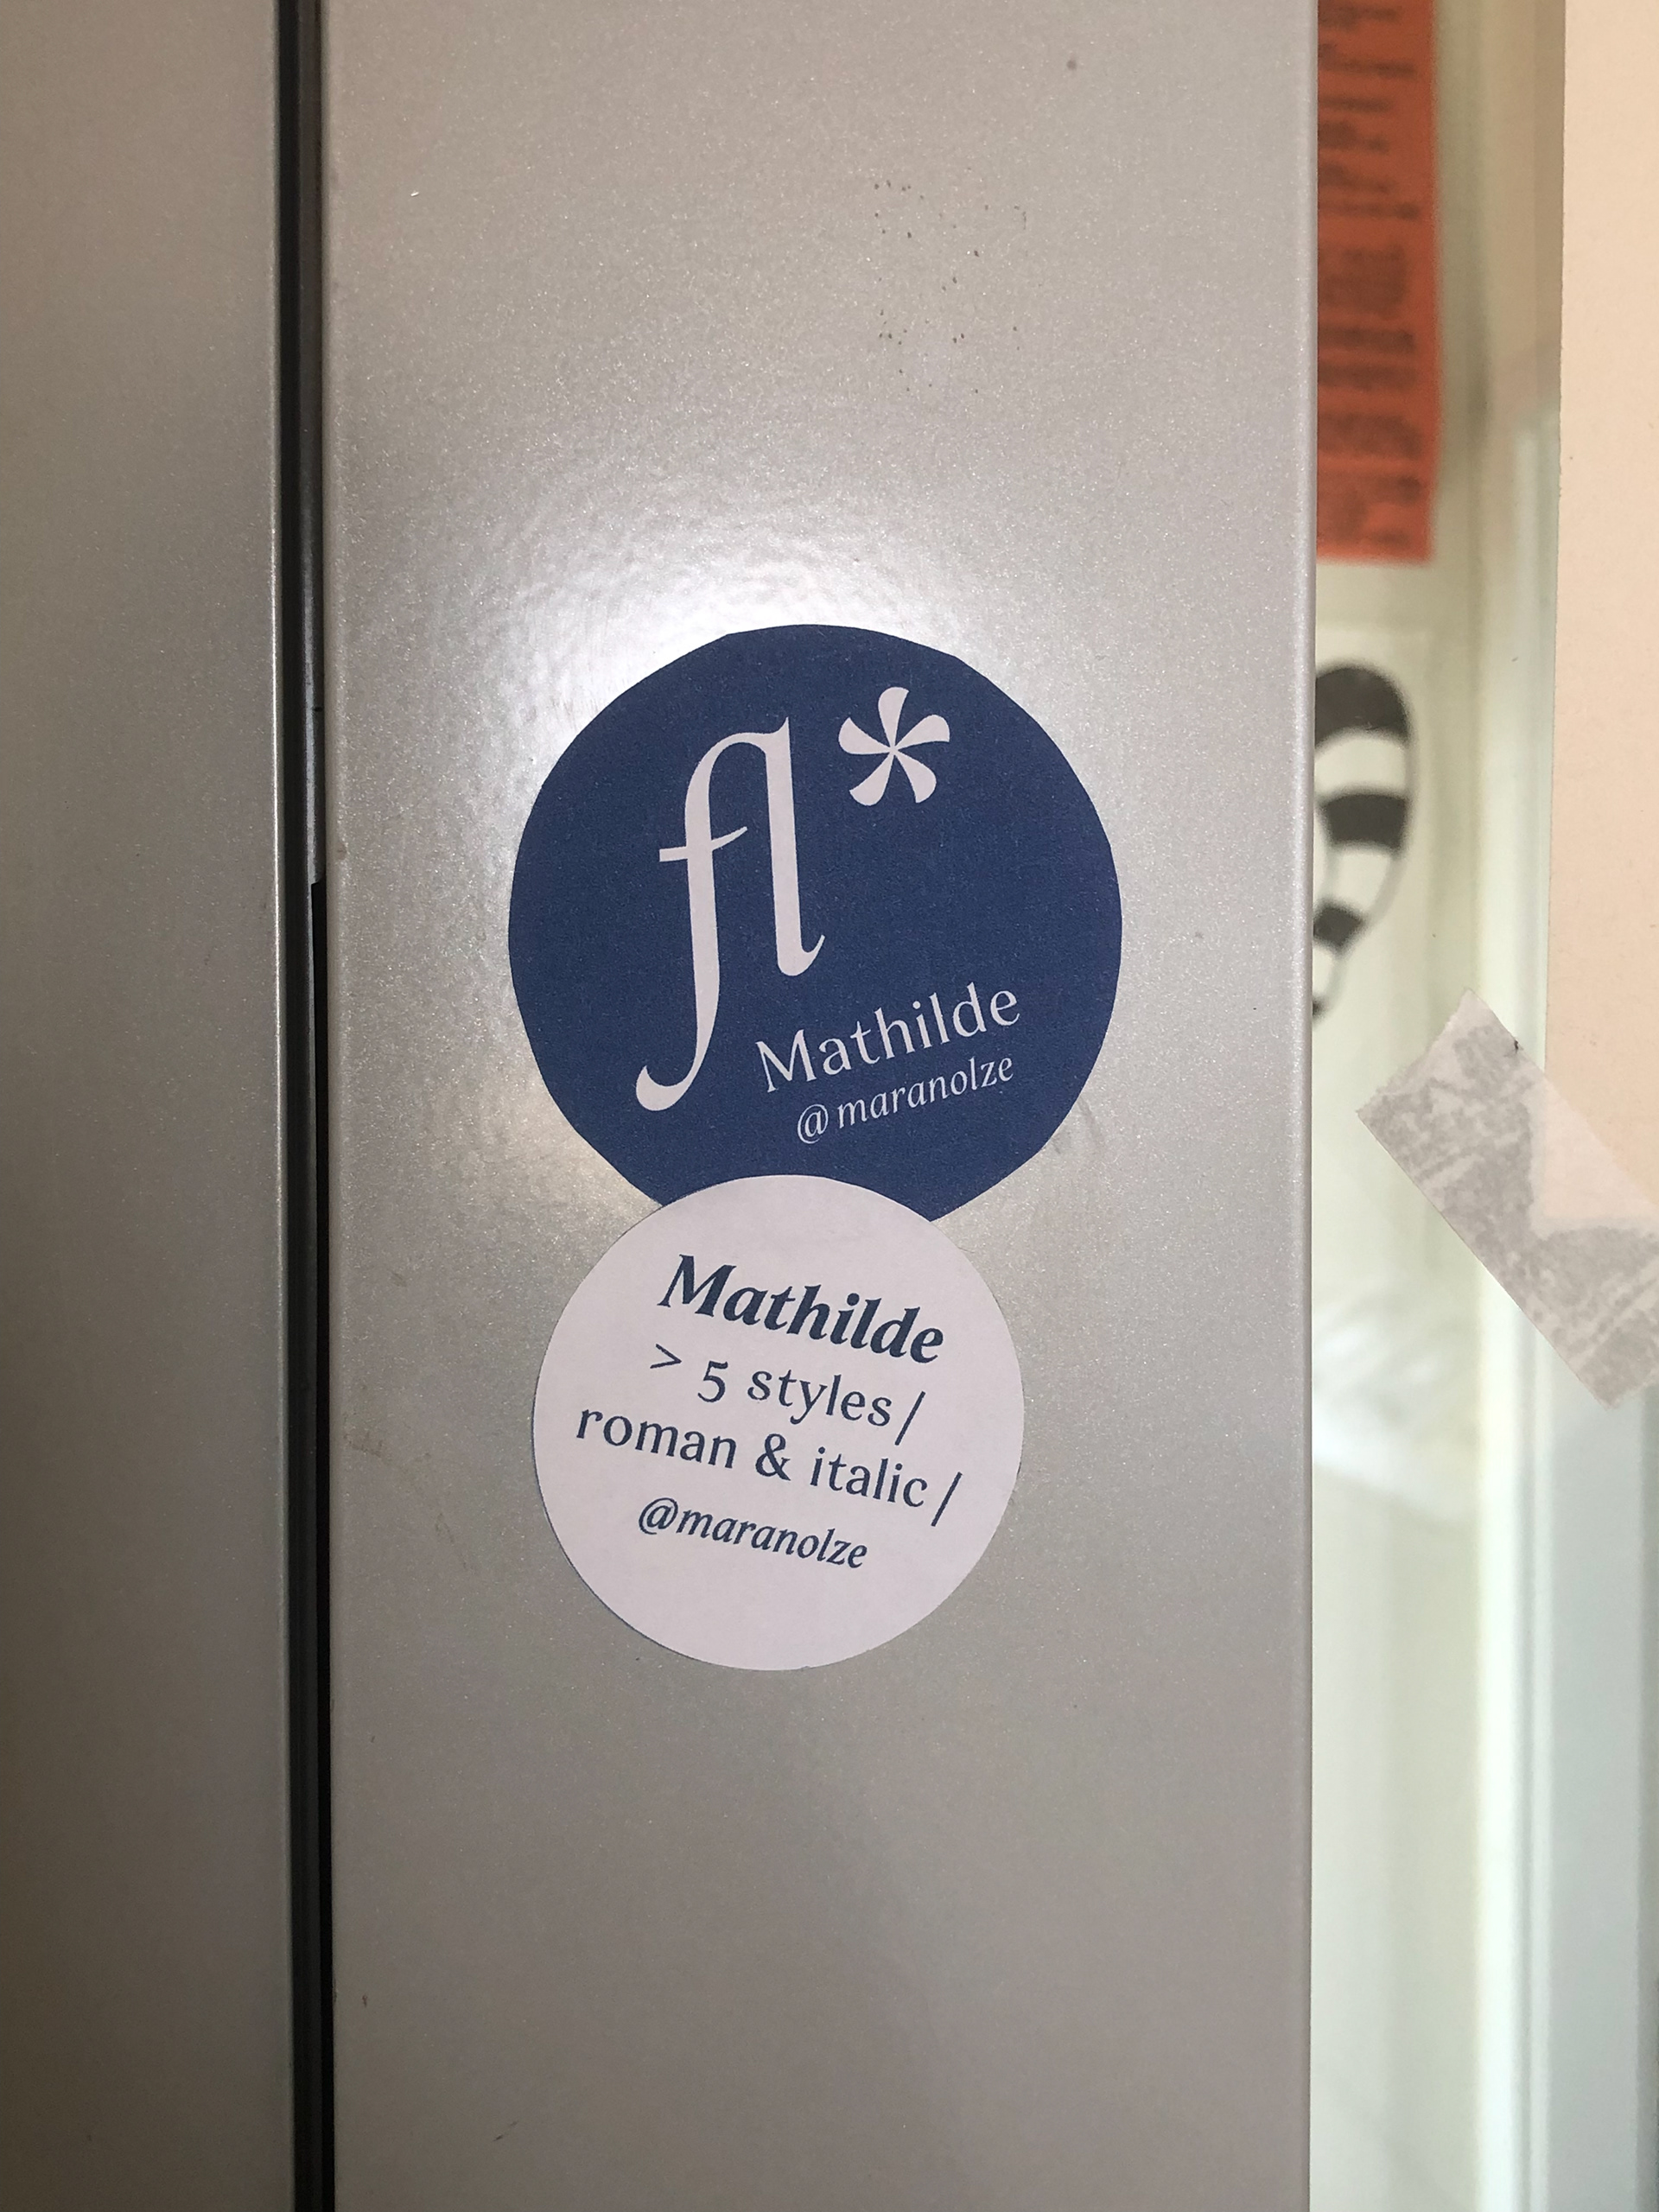 fl*
Mathilde
@maranolze
Mathilde
> 5 styles /
roman & italic /
@maranolze